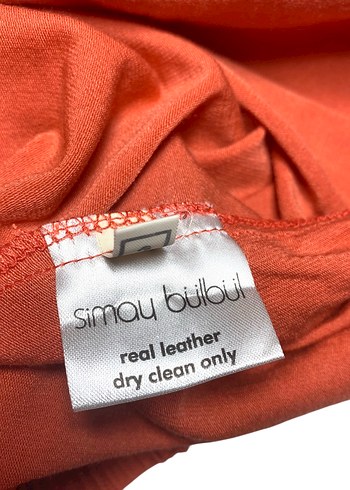 simay bülbül
real leather
dry clean only